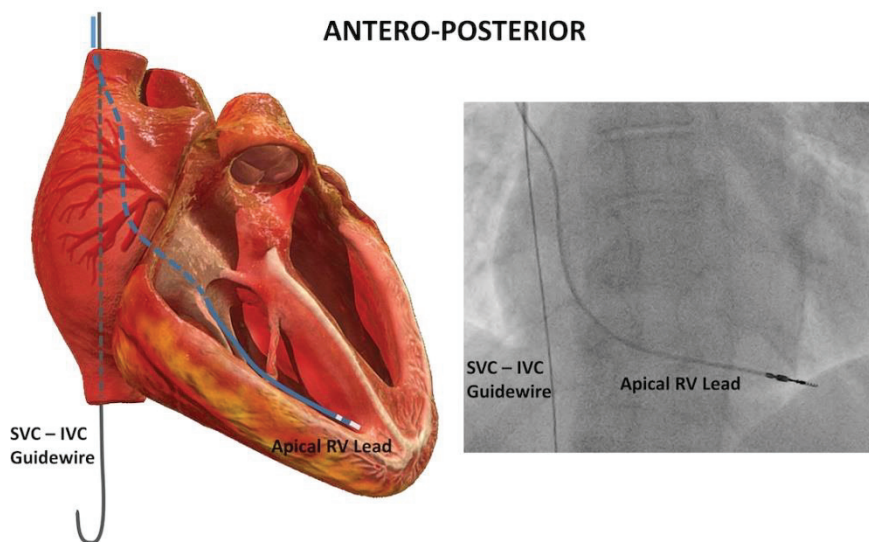 ANTERO-POSTERIOR
SVC – IVC
Guidewire
Apical RV Lead
SVC – IVC
Guidewire
Apical RV Lead